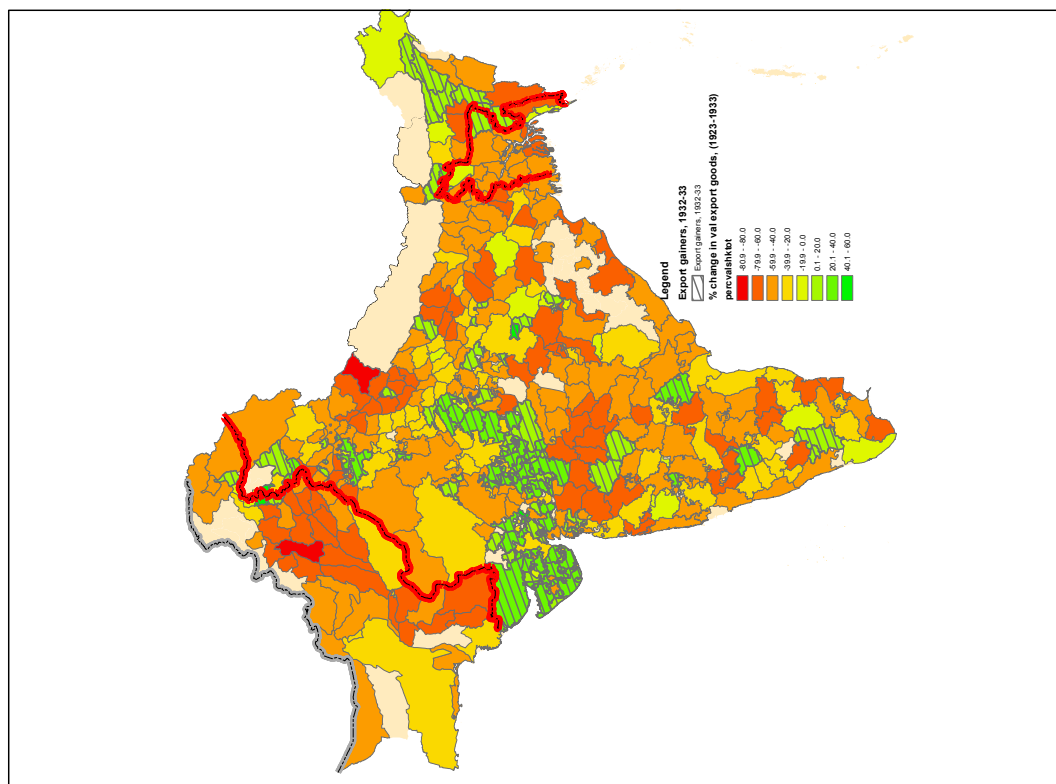 Legend
Export gainers, 1932-33
Export gainers, 1932-33
% change in val export goods, (1923-1933)
percvalshktot
-80.9 - -80.0
-79.9 - -60.0
-59.9 - -40.0
-39.9 - -20.0
-19.9 - 0.0
0.1 - 20.0
20.1 - 40.0
40.1 - 60.0